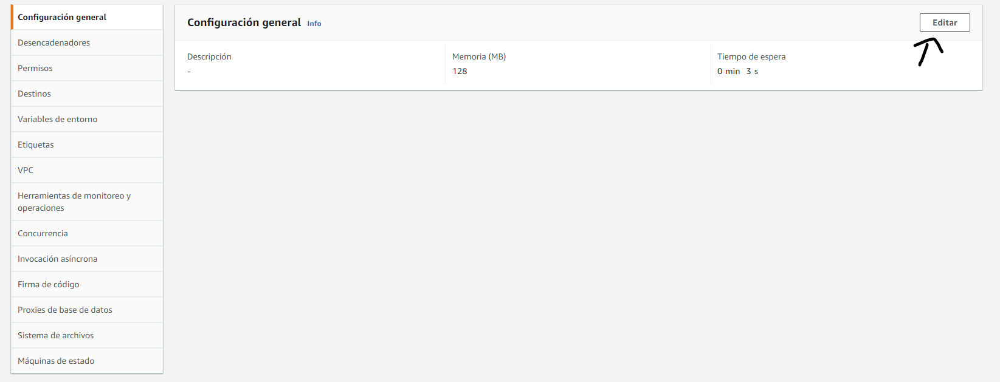 Configuración general
Desencadenadores
Permisos
Destinos
Variables de entorno
Etiquetas
VPC
Herramientas de monitoreo y
operaciones
Concurrencia
Invocación asíncrona
Firma de código
Proxies de base de datos
Sistema de archivos
Máquinas de estado
Configuración general Info
Editar
Descripción
-
Memoria (MB)
128
Tiempo de espera
0 min 3 s